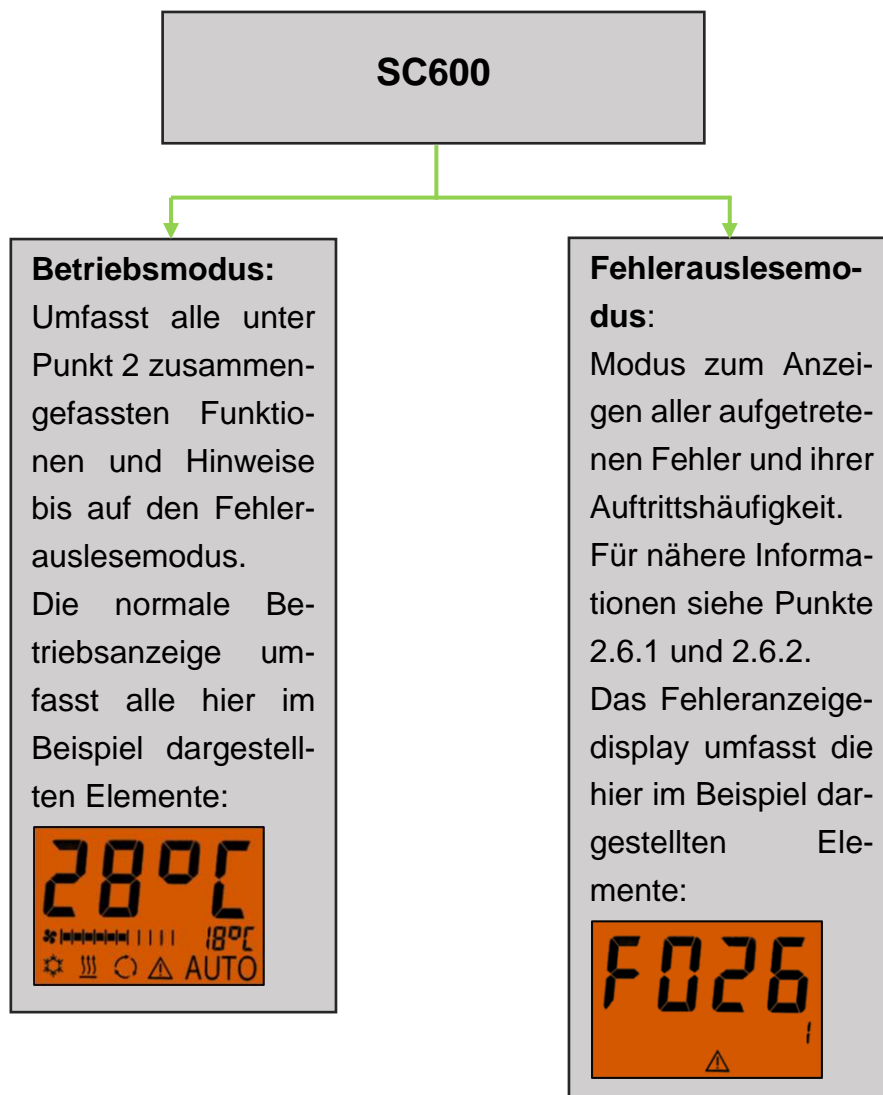 SC600
Betriebsmodus:
Umfasst alle unter
Punkt 2 zusammen-
gefassten Funktio-
nen und Hinweise
bis auf den Fehler-
auslesemodus.
Die normale Be-
triebsanzeige um-
fasst alle hier im
Beispiel dargestell-
ten Elemente:
28°C
18°C
AUTO
Fehlerauslesemo-
dus:
Modus zum Anzei-
gen aller aufgetrete-
nen Fehler und ihrer
Auftrittshäufigkeit.
Für nähere Informa-
tionen siehe Punkte
2.6.1 und 2.6.2.
Das Fehleranzeige-
display umfasst die
hier im Beispiel dar-
gestellten Ele-
mente:
F026
1